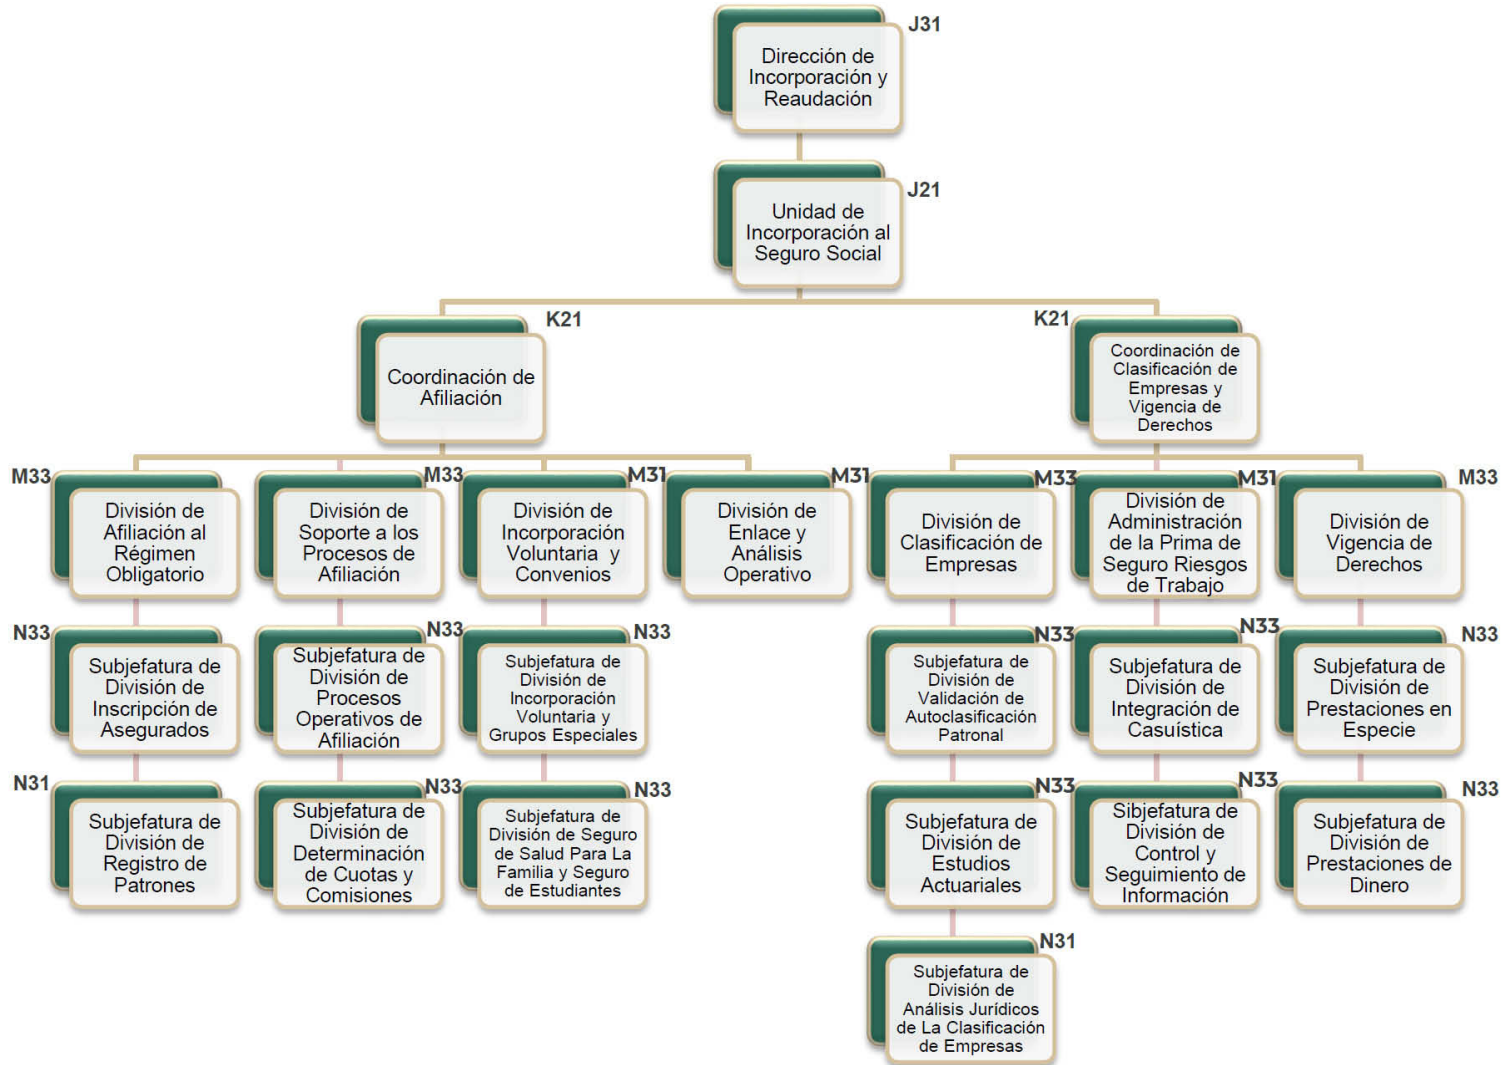 J31
Dirección de
Incorporación y
Reaudación
J21
Unidad de
Incorporación al
Seguro Social
K21
Coordinación de
Afiliación
K21
Coordinación de
Clasificación de
Empresas y
Vigencia de
Derechos
M33
División de
Afiliación al
Régimen
Obligatorio
M33
División de
Soporte a los
Procesos de
Afiliación
M31
División de
Incorporación
Voluntaria y
Convenios
M31
División de
Enlace y
Análisis
Operativo
M33
División de
Clasificación de
Empresas
M31
División de
Administración
de la Prima de
Seguro Riesgos
de Trabajo
M33
División de
Vigencia de
Derechos
N33
Subjefatura de
División de
Inscripción de
Asegurados
N33
Subjefatura de
División de
Procesos
Operativos de
Afiliación
N33
Subjefatura de
División de
Incorporación
Voluntaria y
Grupos Especiales
N33
Subjefatura de
División de
Validación de
Autoclasificación
Patronal
N33
Subjefatura de
División de
Integración de
Casuística
N33
Subjefatura de
División de
Prestaciones en
Especie
N31
Subjefatura de
División de
Registro de
Patrones
N33
Subjefatura de
División de
Determinación
de Cuotas y
Comisiones
N33
Subjefatura de
División de Seguro
de Salud Para La
Familia y Seguro
de Estudiantes
N33
Subjefatura de
División de
Estudios
Actuariales
N33
Sibjefatura de
División de
Control y
Seguimiento de
Información
N33
Subjefatura de
División de
Prestaciones de
Dinero
N31
Subjefatura de
División de
Análisis Jurídicos
de La Clasificación
de Empresas